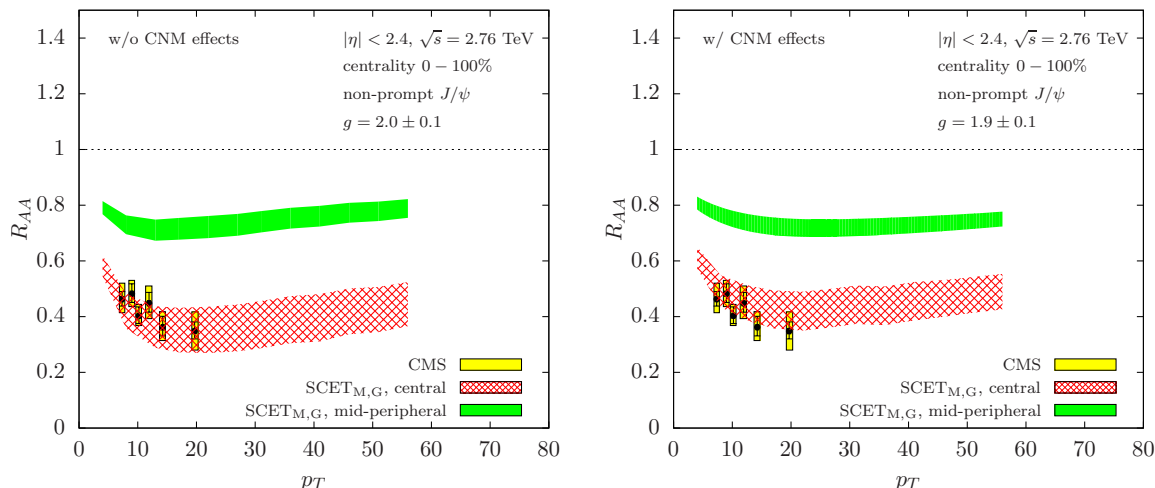 w/o CNM effects
|η| < 2.4, √s = 2.76 TeV
centrality 0 − 100%
non-prompt J/ψ
g = 2.0 ± 0.1
CMS
SCET_M,G, central
SCET_M,G, mid-peripheral
R_AA
1.4
1.2
1
0.8
0.6
0.4
0.2
0
0 10 20 30 40 50 60 70 80
p_T
w/ CNM effects
|η| < 2.4, √s = 2.76 TeV
centrality 0 − 100%
non-prompt J/ψ
g = 1.9 ± 0.1
CMS
SCET_M,G, central
SCET_M,G, mid-peripheral
R_AA
1.4
1.2
1
0.8
0.6
0.4
0.2
0
0 10 20 30 40 50 60 70 80
p_T